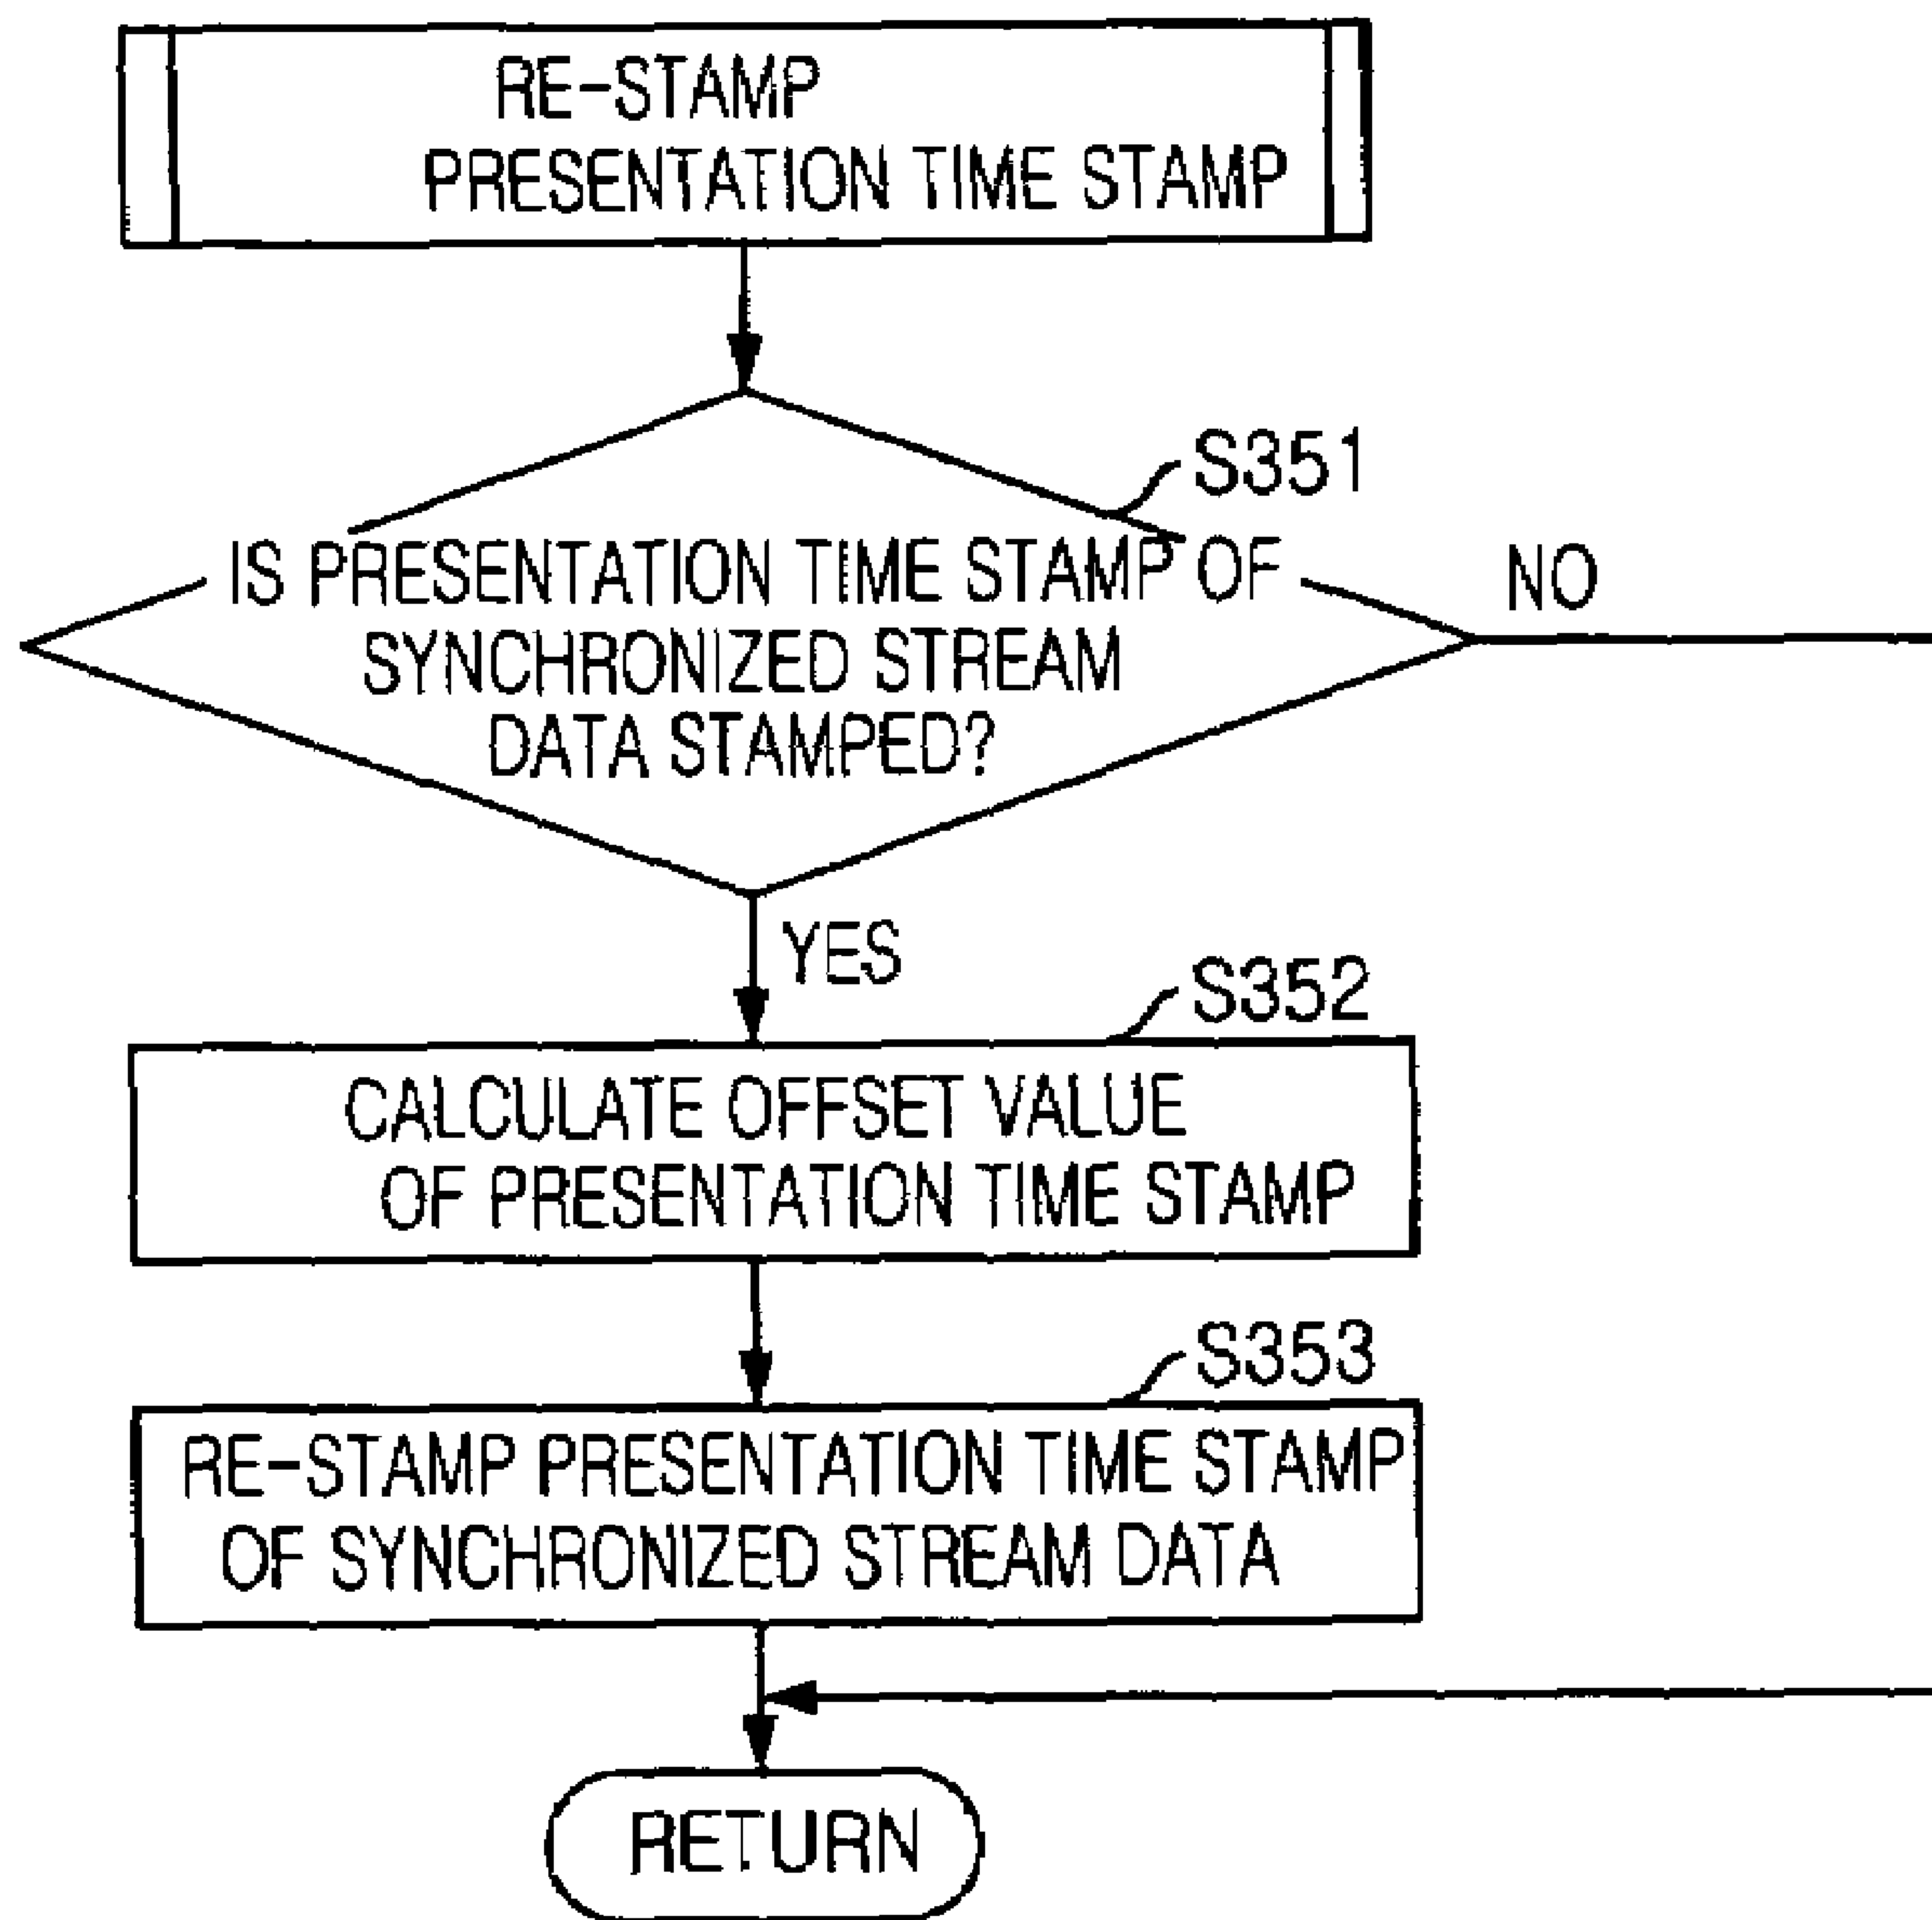 RE-STAMP
PRESENTATION TIME STAMP
S351
IS PRESENTATION TIME STAMP OF
SYNCHRONIZED STREAM
DATA STAMPED?
NO
YES
S352
CALCULATE OFFSET VALUE
OF PRESENTATION TIME STAMP
S353
RE-STAMP PRESENTATION TIME STAMP
OF SYNCHRONIZED STREAM DATA
RETURN